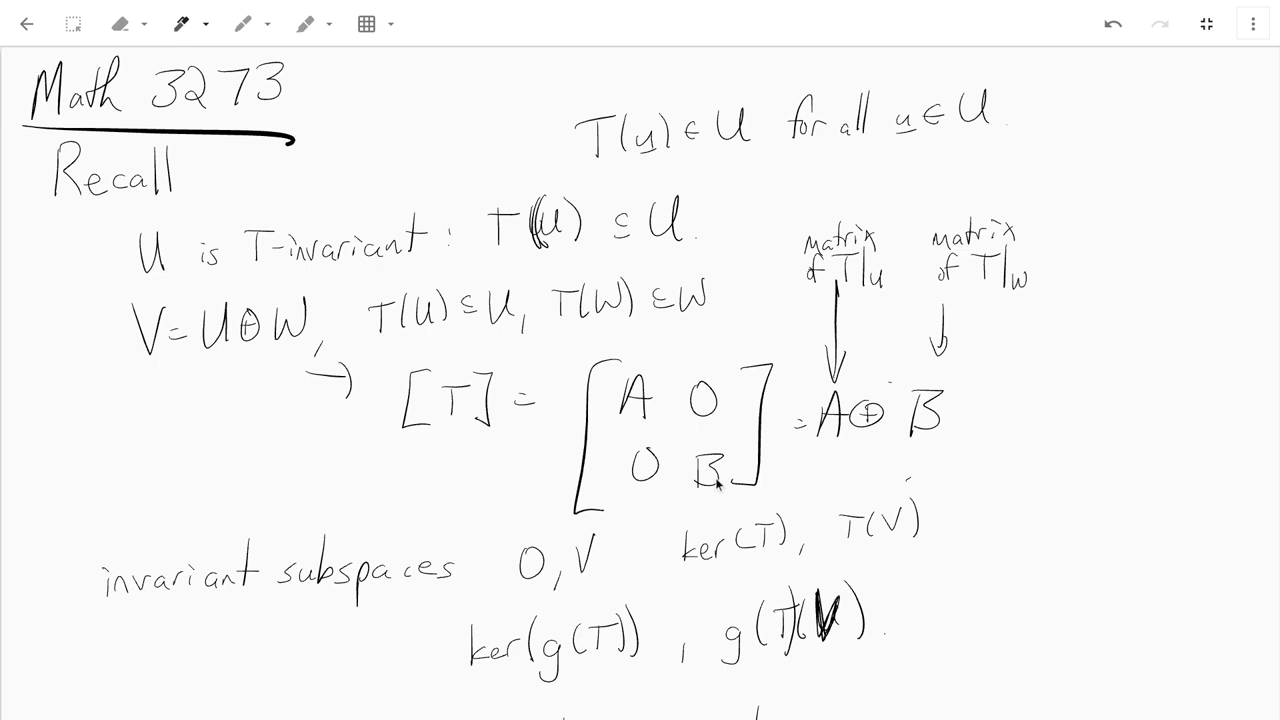 Math 3273
T(u) ∈ U for all u ∈ U
Recall
U is T-invariant : T(U) ⊆ U.
matrix of T|U
matrix of T|W
V = U ⊕ W, T(U) ⊆ U, T(W) ⊆ W
→ [T] = [A 0
0 B] = A ⊕ B
invariant subspaces 0, V ker(T), T(V)
ker(g(T)), g(T)(V).